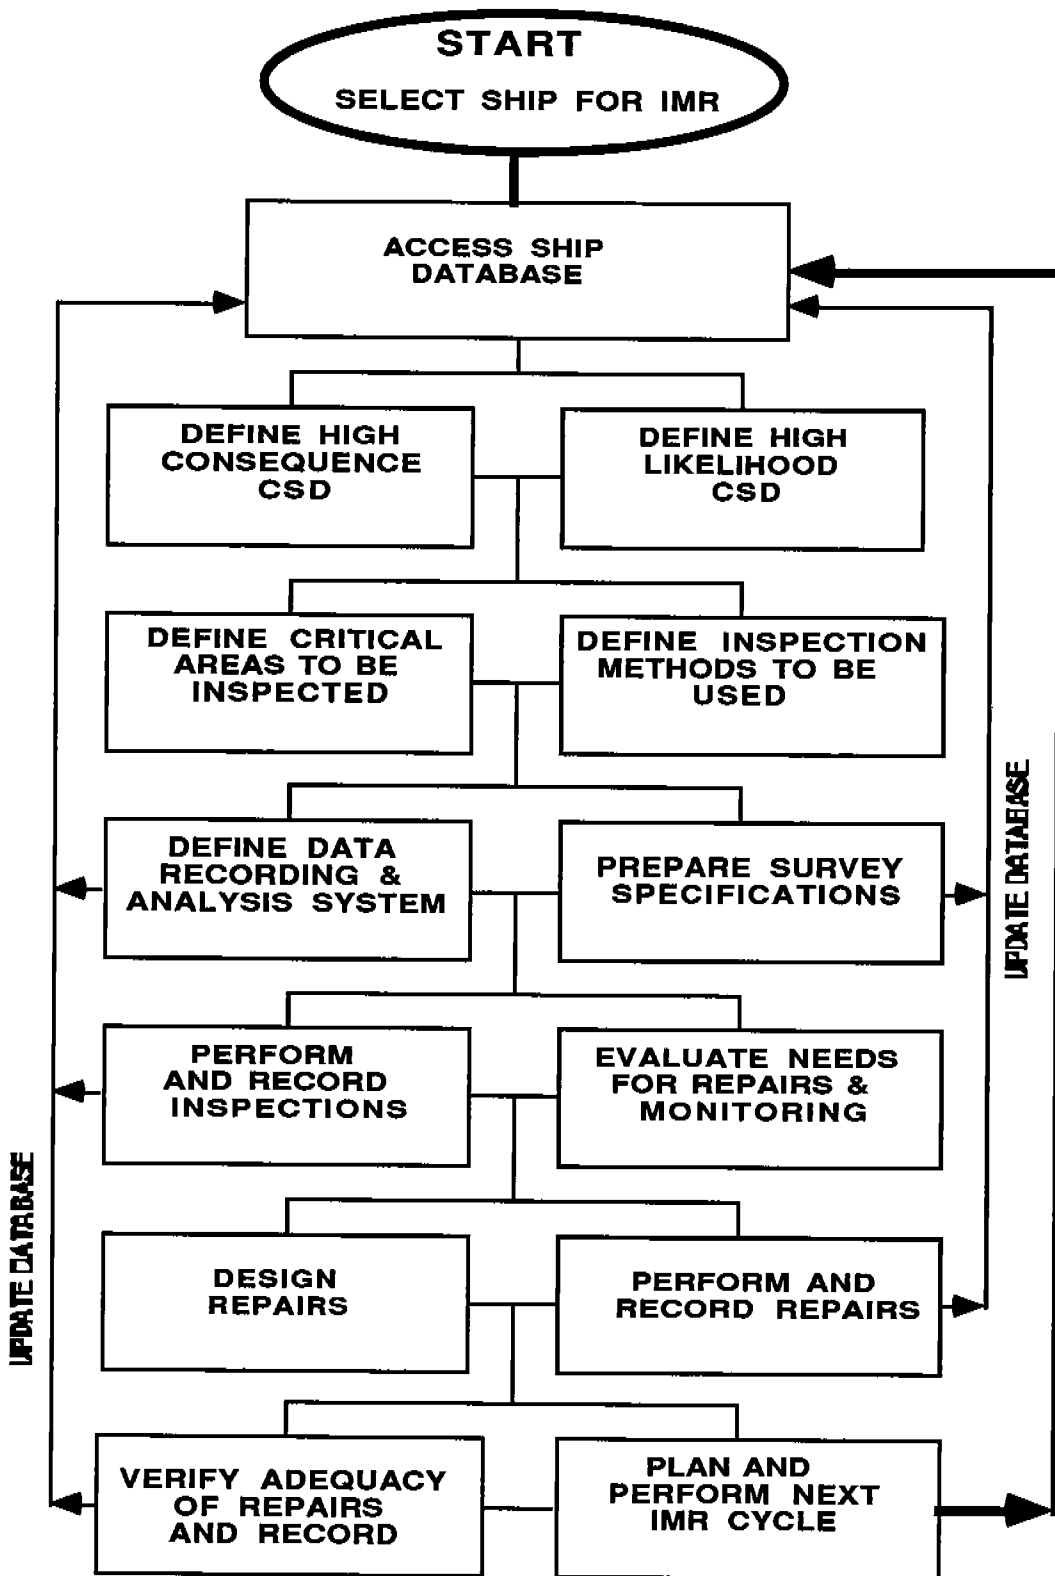 START
SELECT SHIP FOR IMR
ACCESS SHIP
DATABASE
DEFINE HIGH
CONSEQUENCE
CSD
DEFINE HIGH
LIKELIHOOD
CSD
DEFINE CRITICAL
AREAS TO BE
INSPECTED
DEFINE INSPECTION
METHODS TO BE
USED
DEFINE DATA
RECORDING &
ANALYSIS SYSTEM
PREPARE SURVEY
SPECIFICATIONS
UPDATE DATABASE
PERFORM
AND RECORD
INSPECTIONS
EVALUATE NEEDS
FOR REPAIRS &
MONITORING
UPDATE DATABASE
DESIGN
REPAIRS
PERFORM AND
RECORD REPAIRS
VERIFY ADEQUACY
OF REPAIRS
AND RECORD
PLAN AND
PERFORM NEXT
IMR CYCLE